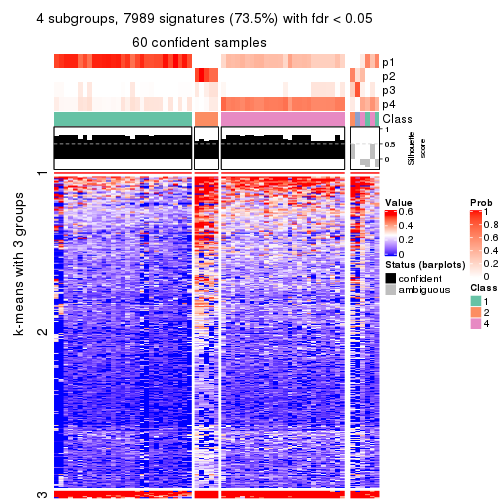 4 subgroups, 7989 signatures (73.5%) with fdr < 0.05
60 confident samples
p1
p2
p3
p4
Class
1
0.5
0
Silhouette
score
k-means with 3 groups
1
2
3
Value
0.6
0.4
0.2
0
Status (barplots)
confident
ambiguous
Prob
1
0.8
0.6
0.4
0.2
0
Class
1
2
4